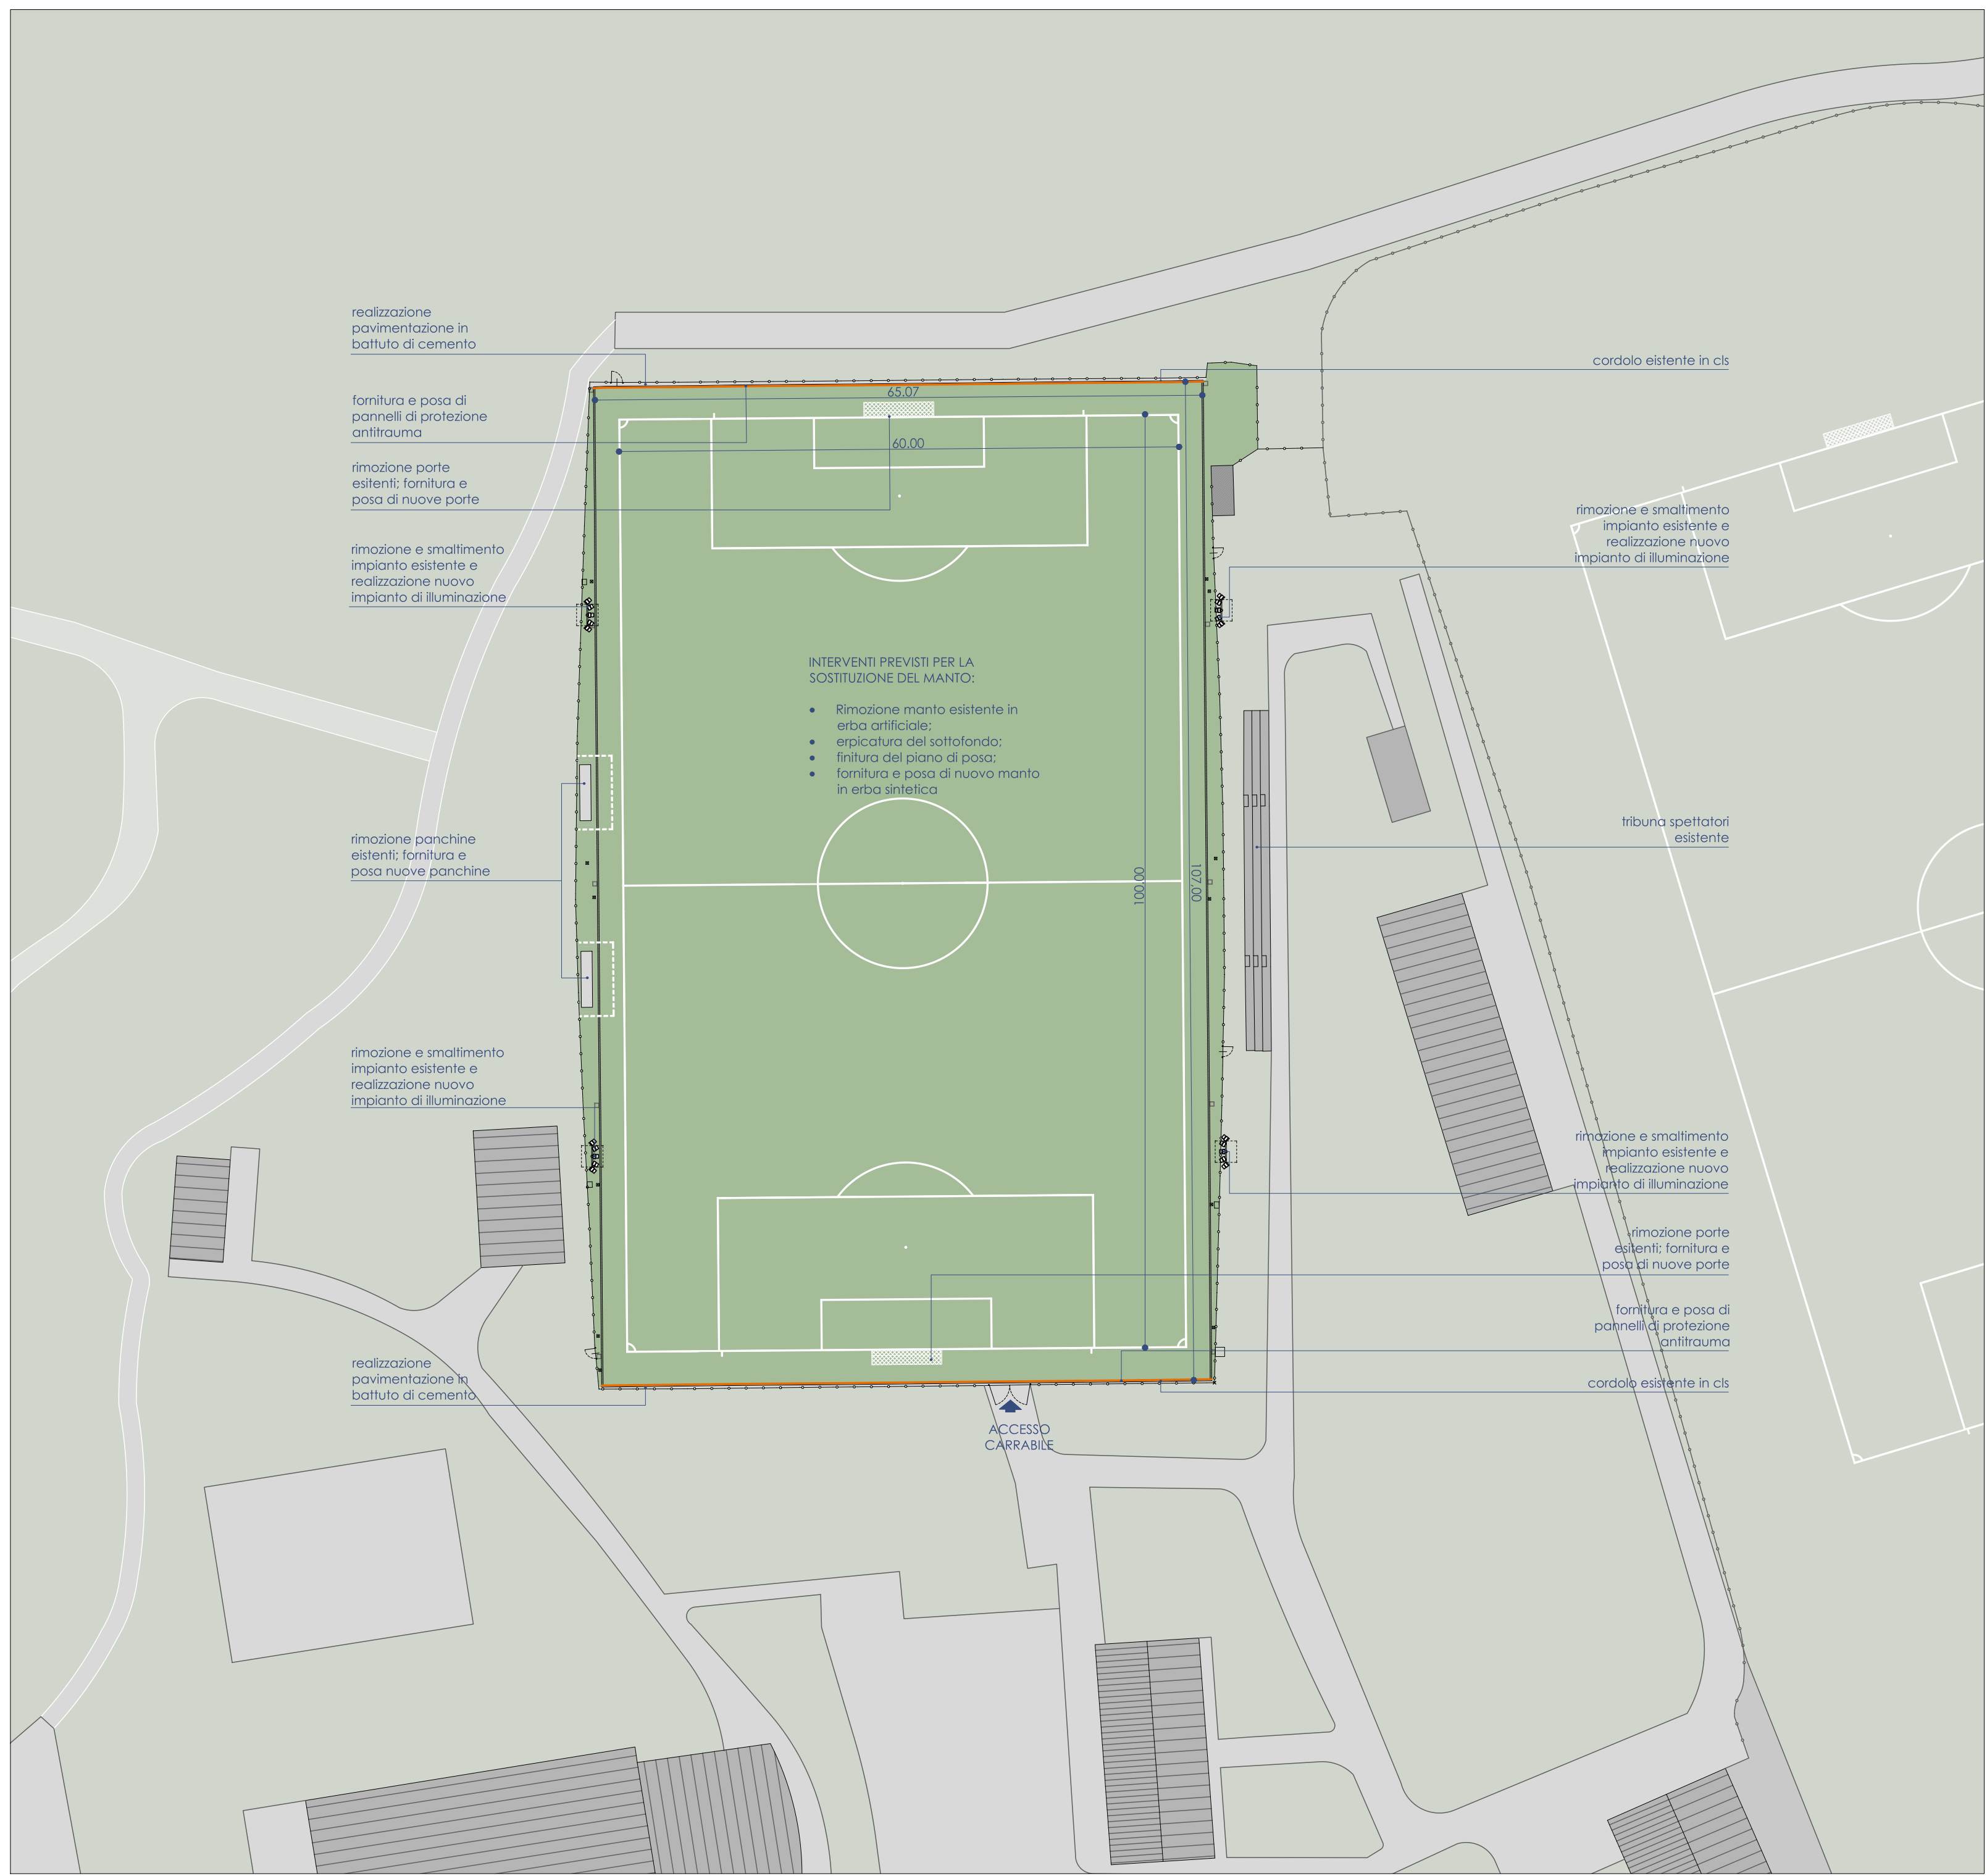 realizzazione
pavimentazione in
battuto di cemento
fornitura e posa di
pannelli di protezione
antitrauma
rimozione porte
esitenti; fornitura e
posa di nuove porte
rimozione e smaltimento
impianto esistente e
realizzazione nuovo
impianto di illuminazione
rimozione panchine
eistenti; fornitura e
posa nuove panchine
rimozione e smaltimento
impianto esistente e
realizzazione nuovo
impianto di illuminazione
realizzazione
pavimentazione in
battuto di cemento
65.07
60.00
INTERVENTI PREVISTI PER LA
SOSTITUZIONE DEL MANTO:
● Rimozione manto esistente in
erba artificiale;
● erpicatura del sottofondo;
● finitura del piano di posa;
● fornitura e posa di nuovo manto
in erba sintetica
100.00
107.00
ACCESSO
CARRABILE
cordolo eistente in cls
rimozione e smaltimento
impianto esistente e
realizzazione nuovo
impianto di illuminazione
tribuna spettatori
esistente
rimozione e smaltimento
impianto esistente e
realizzazione nuovo
impianto di illuminazione
rimozione porte
esitenti; fornitura e
posa di nuove porte
fornitura e posa di
pannelli di protezione
antitrauma
cordolo esistente in cls